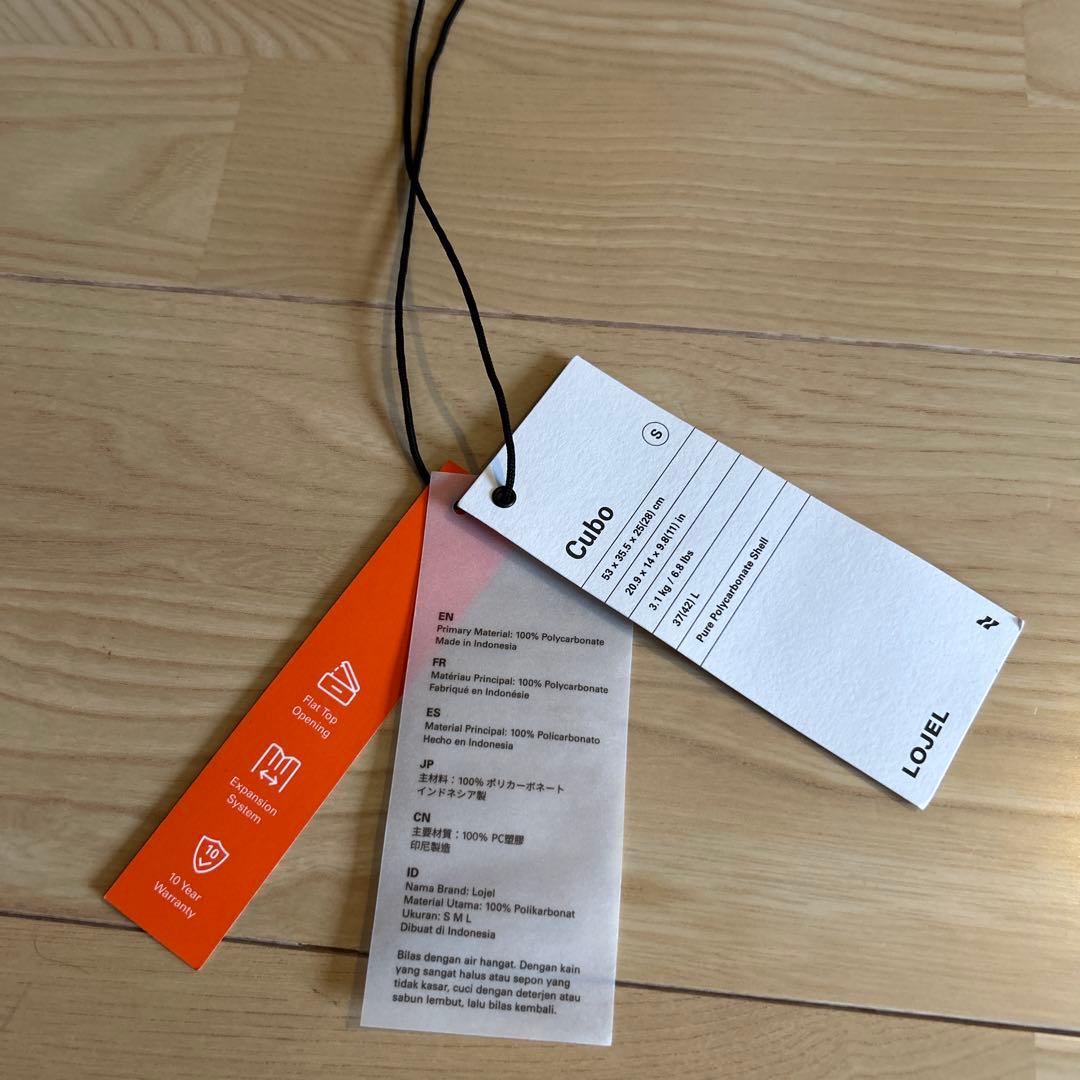 Flat Top
Opening
Expansion
System
10
10 Year
Warranty
EN
Primary Material: 100% Polycarbonate
Made in Indonesia
FR
Matériau Principal: 100% Polycarbonate
Fabriqué en Indonésie
ES
Material Principal: 100% Policarbonato
Hecho en Indonesia
JP
主材料：100% ポリカーボネート
インドネシア製
CN
主要材質：100% PC塑膠
印尼製造
ID
Nama Brand: Lojel
Material Utama: 100% Polikarbonat
Ukuran: S M L
Dibuat di Indonesia
Bilas dengan air hangat. Dengan kain
yang sangat halus atau sepon yang
tidak kasar, cuci dengan deterjen atau
sabun lembut, lalu bilas kembali.
Cubo
S
53 x 35.5 x 25(28) cm
20.9 x 14 x 9.8(11) in
3.1 kg / 6.8 lbs
37(42) L
Pure Polycarbonate Shell
LOJEL